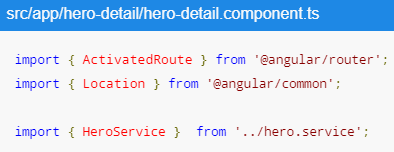 src/app/hero-detail/hero-detail.component.ts
import { ActivatedRoute } from '@angular/router';
import { Location } from '@angular/common';
import { HeroService }  from '../hero.service';